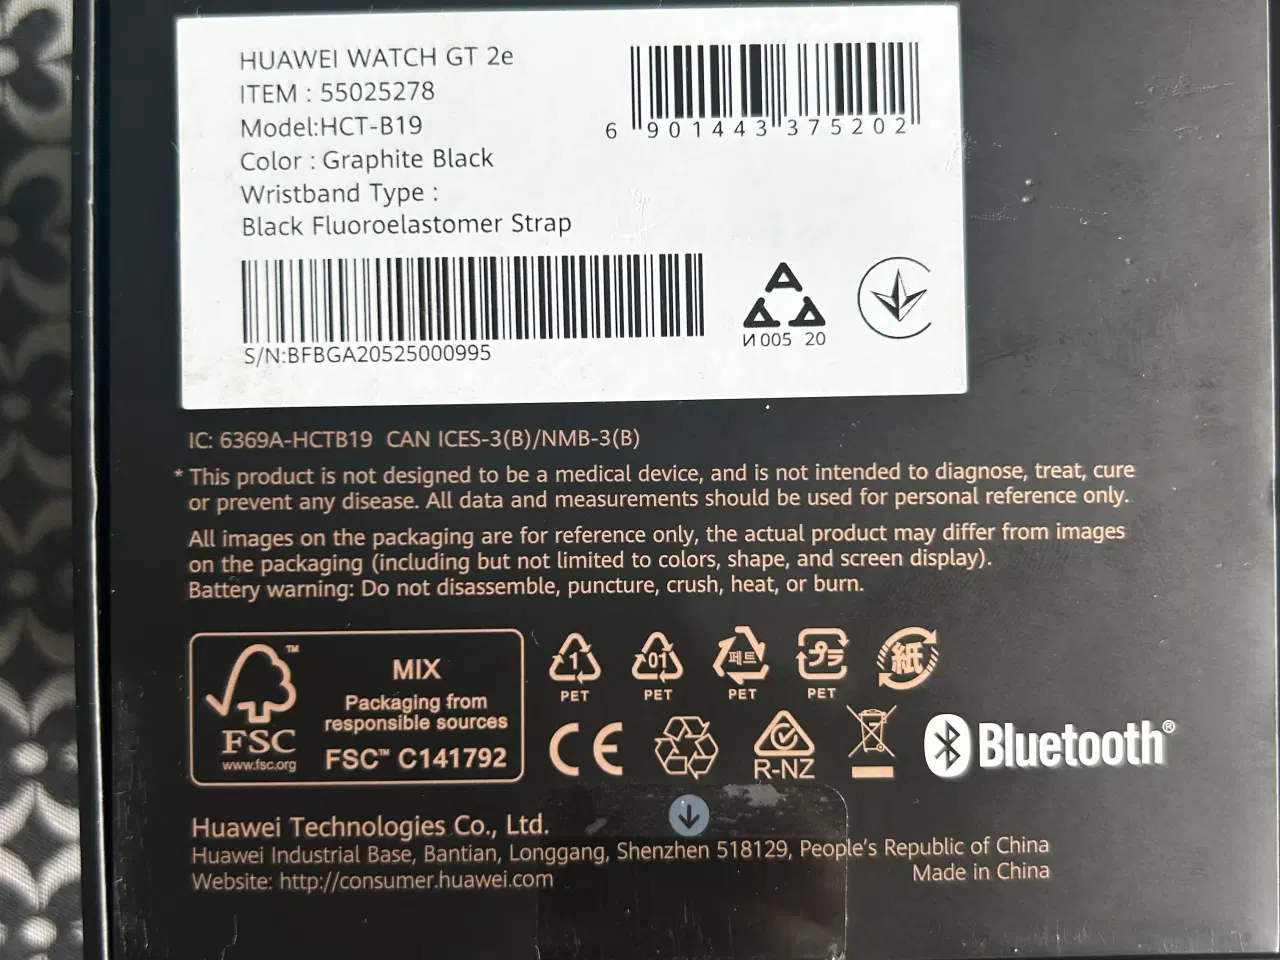 HUAWEI WATCH GT 2e
ITEM : 55025278
Model:HCT-B19
Color : Graphite Black
Wristband Type :
Black Fluoroelastomer Strap
6 901443 375202
S/N:BFBGA20525000995
И005 20
IC: 6369A-HCTB19 CAN ICES-3(B)/NMB-3(B)
* This product is not designed to be a medical device, and is not intended to diagnose, treat, cure
or prevent any disease. All data and measurements should be used for personal reference only.
All images on the packaging are for reference only, the actual product may differ from images
on the packaging (including but not limited to colors, shape, and screen display).
Battery warning: Do not disassemble, puncture, crush, heat, or burn.
FSC
www.fsc.org
TM
MIX
Packaging from
responsible sources
FSC™ C141792
1
PET
01
PET
페트
PET
プラ
PET
紙
CE
R-NZ
Bluetooth®
Huawei Technologies Co., Ltd.
Huawei Industrial Base, Bantian, Longgang, Shenzhen 518129, People's Republic of China
Website: http://consumer.huawei.com
Made in China